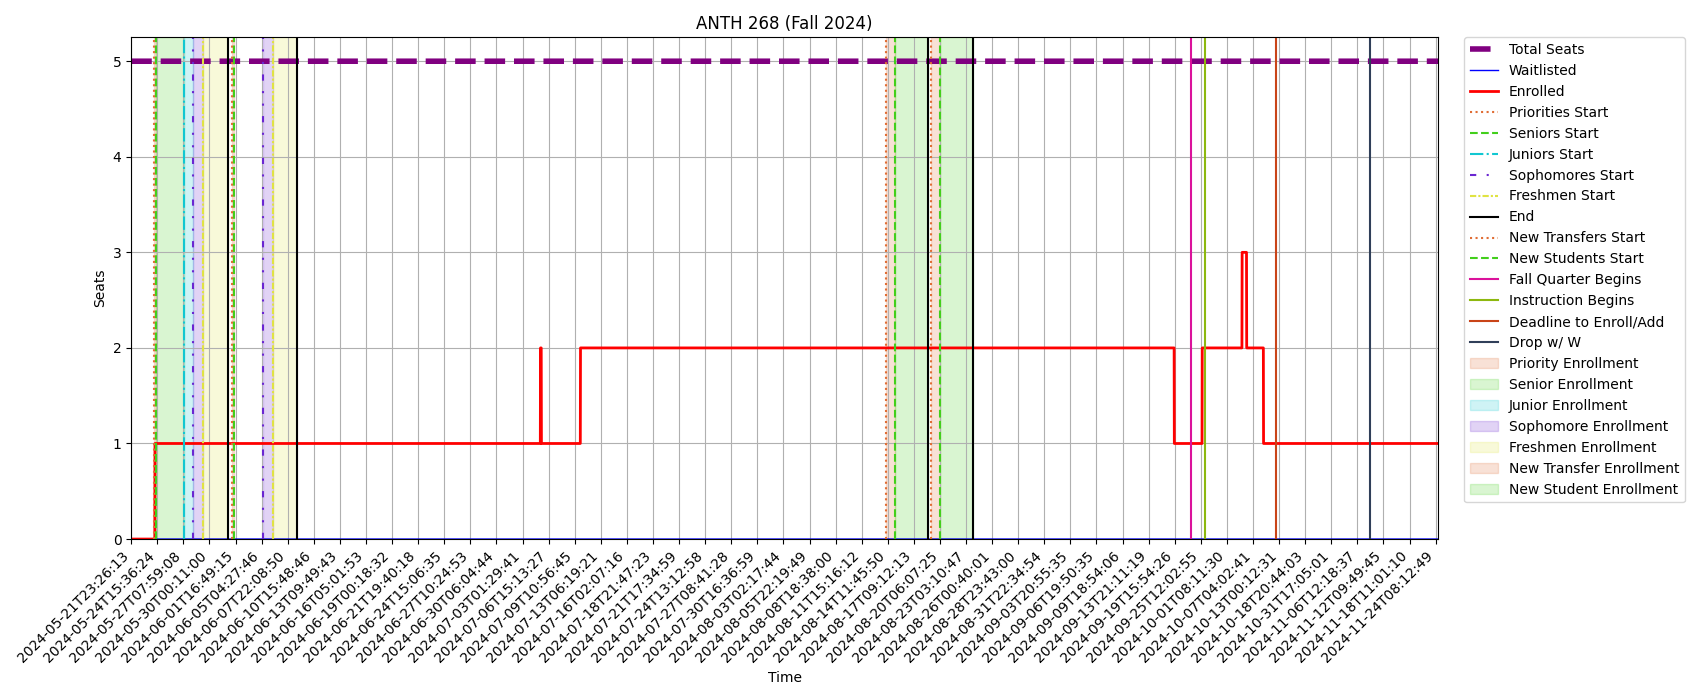 ANTH 268 (Fall 2024)
Seats
5
4
3
2
1
0
2024-05-21T23:26:13
2024-05-24T15:36:24
2024-05-27T07:59:08
2024-05-30T00:11:00
2024-06-01T16:49:15
2024-06-05T04:27:46
2024-06-07T22:08:50
2024-06-10T15:48:46
2024-06-13T09:49:43
2024-06-16T05:01:53
2024-06-19T00:18:32
2024-06-21T19:40:18
2024-06-24T15:06:35
2024-06-27T10:24:53
2024-06-30T06:04:44
2024-07-03T01:29:41
2024-07-06T15:13:27
2024-07-09T10:56:45
2024-07-13T06:19:21
2024-07-16T02:07:16
2024-07-18T21:47:23
2024-07-21T17:34:59
2024-07-24T13:12:58
2024-07-27T08:41:28
2024-07-30T16:36:59
2024-08-03T02:17:44
2024-08-05T22:19:49
2024-08-08T18:38:00
2024-08-11T15:16:12
2024-08-14T11:45:50
2024-08-17T09:12:13
2024-08-20T06:07:25
2024-08-23T03:10:47
2024-08-26T00:40:01
2024-08-28T23:43:00
2024-08-31T22:34:54
2024-09-03T20:55:35
2024-09-06T19:50:35
2024-09-09T18:54:06
2024-09-13T21:11:19
2024-09-19T15:54:26
2024-09-25T12:02:55
2024-10-01T08:11:30
2024-10-07T04:02:41
2024-10-13T00:12:31
2024-10-18T20:44:03
2024-10-31T17:05:01
2024-11-06T12:18:37
2024-11-12T09:49:45
2024-11-18T11:01:10
2024-11-24T08:12:49
Time
Total Seats
Waitlisted
Enrolled
Priorities Start
Seniors Start
Juniors Start
Sophomores Start
Freshmen Start
End
New Transfers Start
New Students Start
Fall Quarter Begins
Instruction Begins
Deadline to Enroll/Add
Drop w/ W
Priority Enrollment
Senior Enrollment
Junior Enrollment
Sophomore Enrollment
Freshmen Enrollment
New Transfer Enrollment
New Student Enrollment